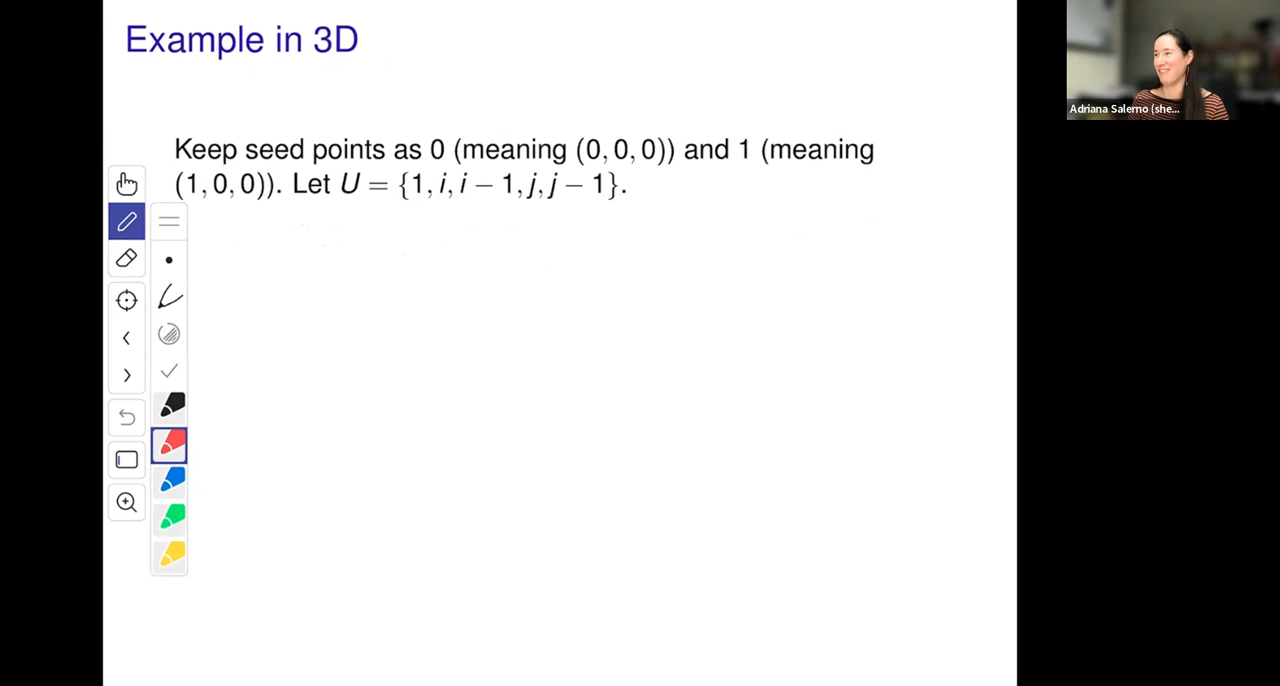 Example in 3D
Keep seed points as 0 (meaning (0, 0, 0)) and 1 (meaning
(1, 0, 0)). Let U = {1, i, i − 1, j, j − 1}.
Adriana Salerno (she...